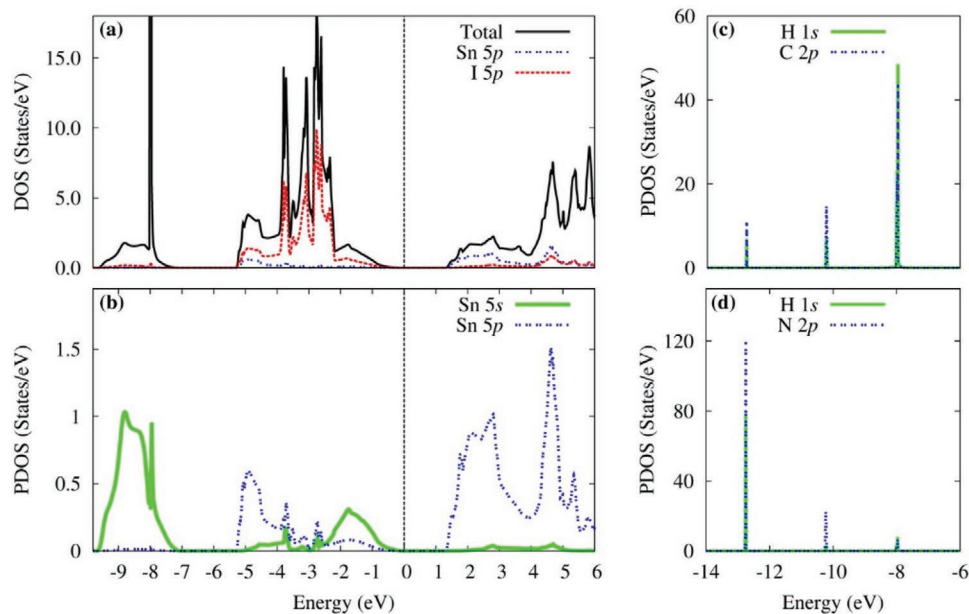 (a)
Total
Sn 5p
I 5p
DOS (States/eV)
15.0
10.0
5.0
0.0
(b)
Sn 5s
Sn 5p
PDOS (States/eV)
1.5
1
0.5
0
-9 -8 -7 -6 -5 -4 -3 -2 -1 0 1 2 3 4 5 6
Energy (eV)
(c)
H 1s
C 2p
PDOS (States/eV)
60
40
20
0
(d)
H 1s
N 2p
PDOS (States/eV)
120
80
40
0
-14 -12 -10 -8 -6
Energy (eV)